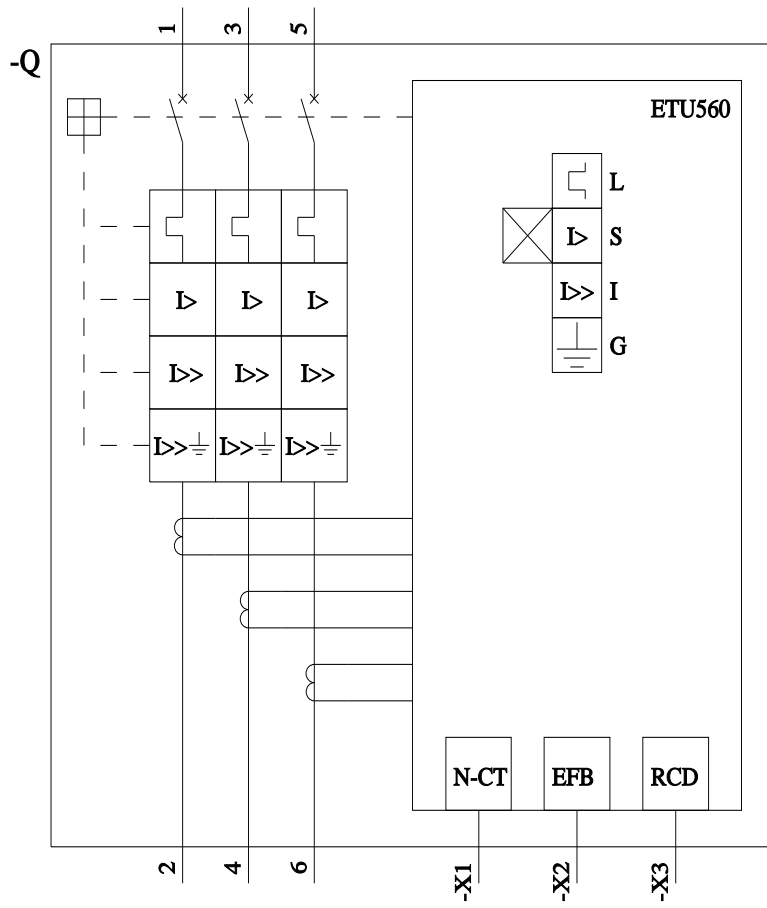 1 3 5
-Q
ETU560
L
I> S
I> I> I>
I>> I
I>> I>> I>>
G
I>> I>> I>>
N-CT EFB RCD
2 4 6 -X1 -X2 -X3